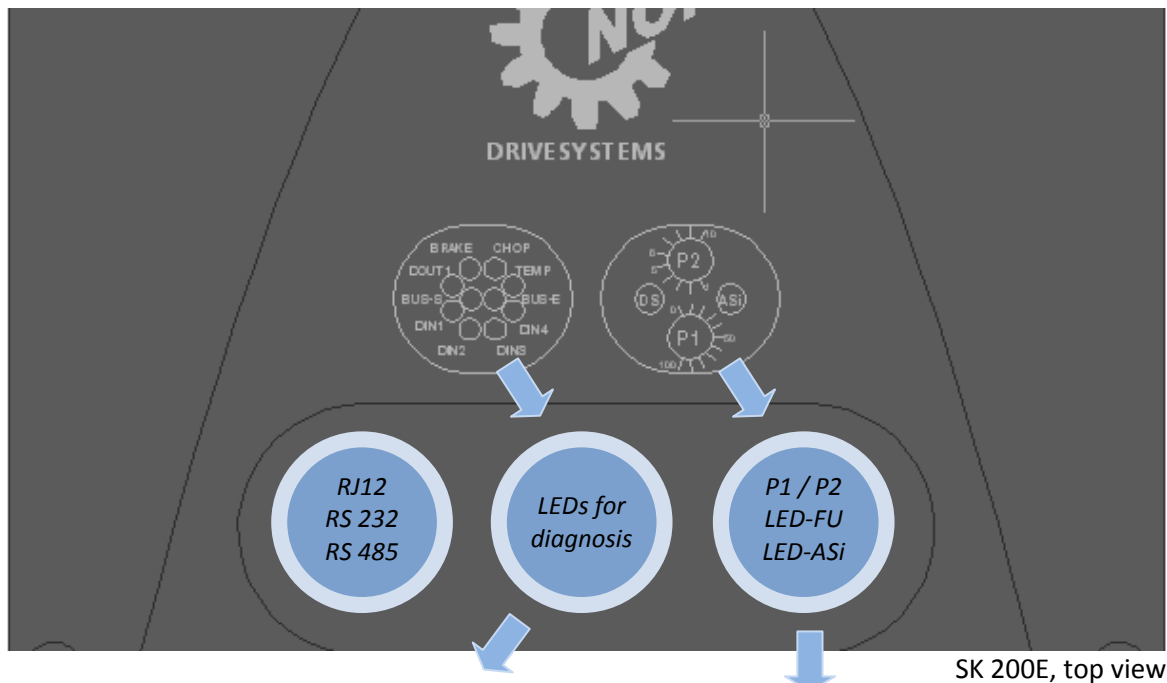 DRIVESYSTEMS
BRAKE CHOP
DOUT1 TEMP
BUS-S BUS-E
DIN1 DIN4
DIN2 DIN3
P2
DS ASi
0
P1
50
100
RJ12
RS 232
RS 485
LEDs for
diagnosis
P1 / P2
LED-FU
LED-ASi
SK 200E, top view